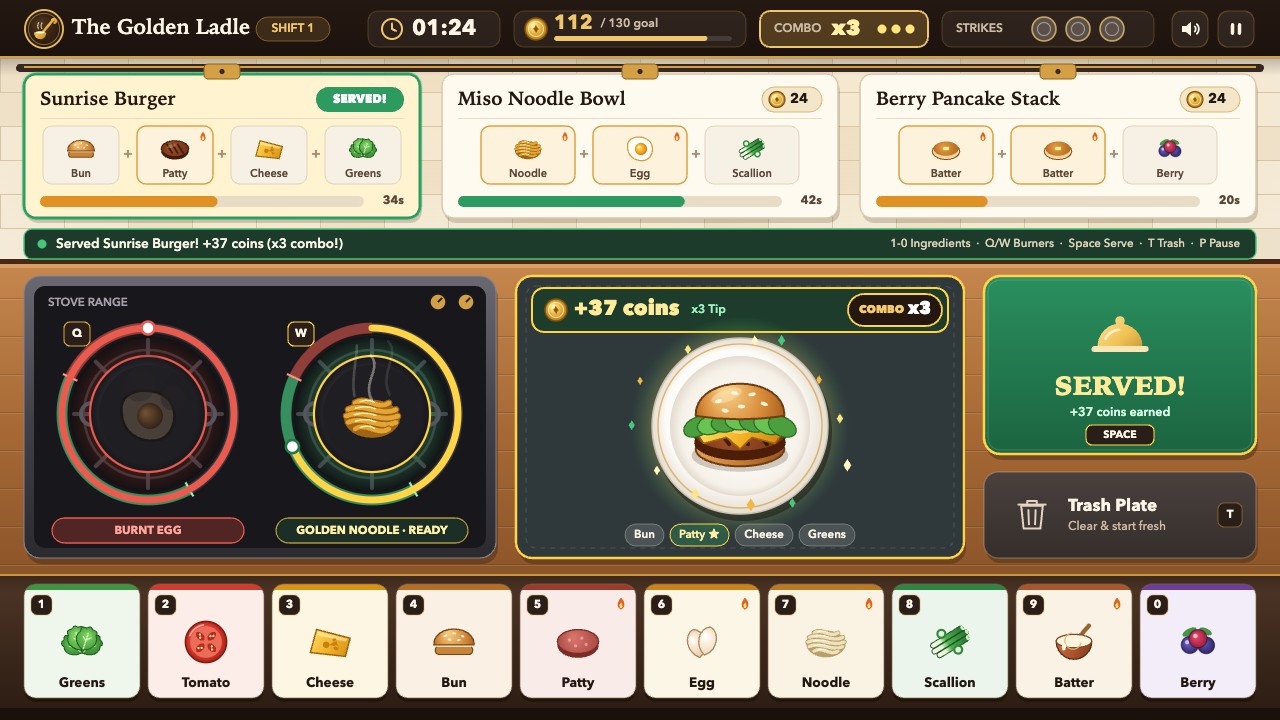 The Golden Ladle
SHIFT 1
01:24
112 / 130 goal
COMBO x3
STRIKES
Sunrise Burger
SERVED!
Bun + Patty + Cheese + Greens
34s
Miso Noodle Bowl
24
Noodle + Egg + Scallion
42s
Berry Pancake Stack
24
Batter + Batter + Berry
20s
Served Sunrise Burger! +37 coins (x3 combo!)
1-0 Ingredients · Q/W Burners · Space Serve · T Trash · P Pause
STOVE RANGE
Q
W
BURNT EGG
GOLDEN NOODLE · READY
+37 coins x3 Tip
COMBO x3
Bun Patty ★ Cheese Greens
SERVED!
+37 coins earned
SPACE
Trash Plate
Clear & start fresh
T
1 Greens
2 Tomato
3 Cheese
4 Bun
5 Patty
6 Egg
7 Noodle
8 Scallion
9 Batter
0 Berry